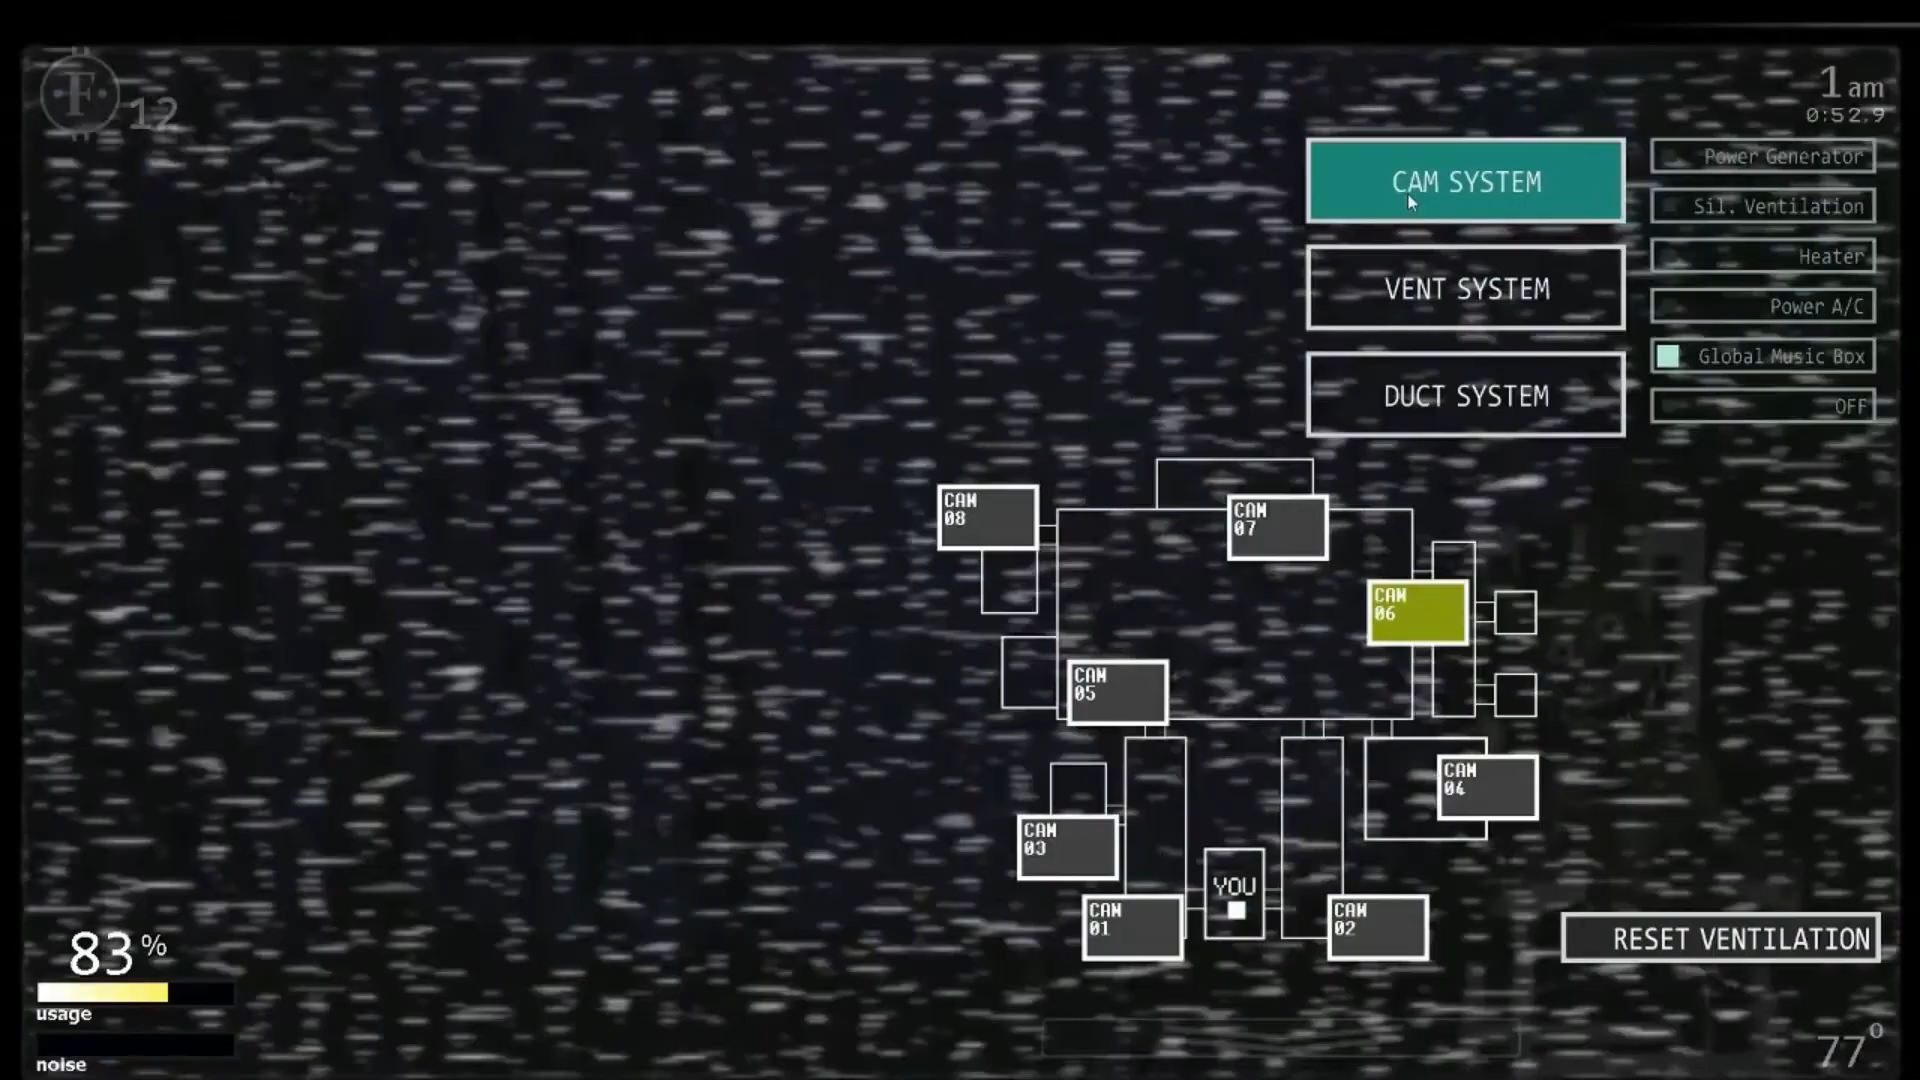 F
12
1 am
0:52.9
CAM SYSTEM
VENT SYSTEM
DUCT SYSTEM
Power Generator
Sil. Ventilation
Heater
Power A/C
Global Music Box
OFF
CAM
08
CAM
07
CAM
06
CAM
05
CAM
04
CAM
03
YOU
CAM
01
CAM
02
RESET VENTILATION
83 %
usage
noise
77°